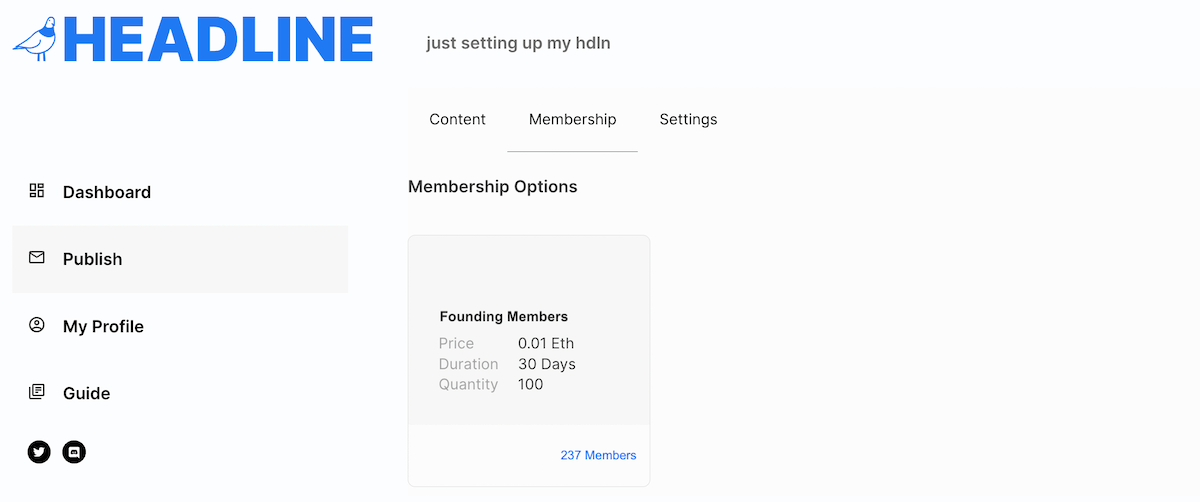 HEADLINE
just setting up my hdln
Content Membership Settings
Membership Options
Dashboard
Publish
My Profile
Guide
Founding Members
Price 0.01 Eth
Duration 30 Days
Quantity 100
237 Members